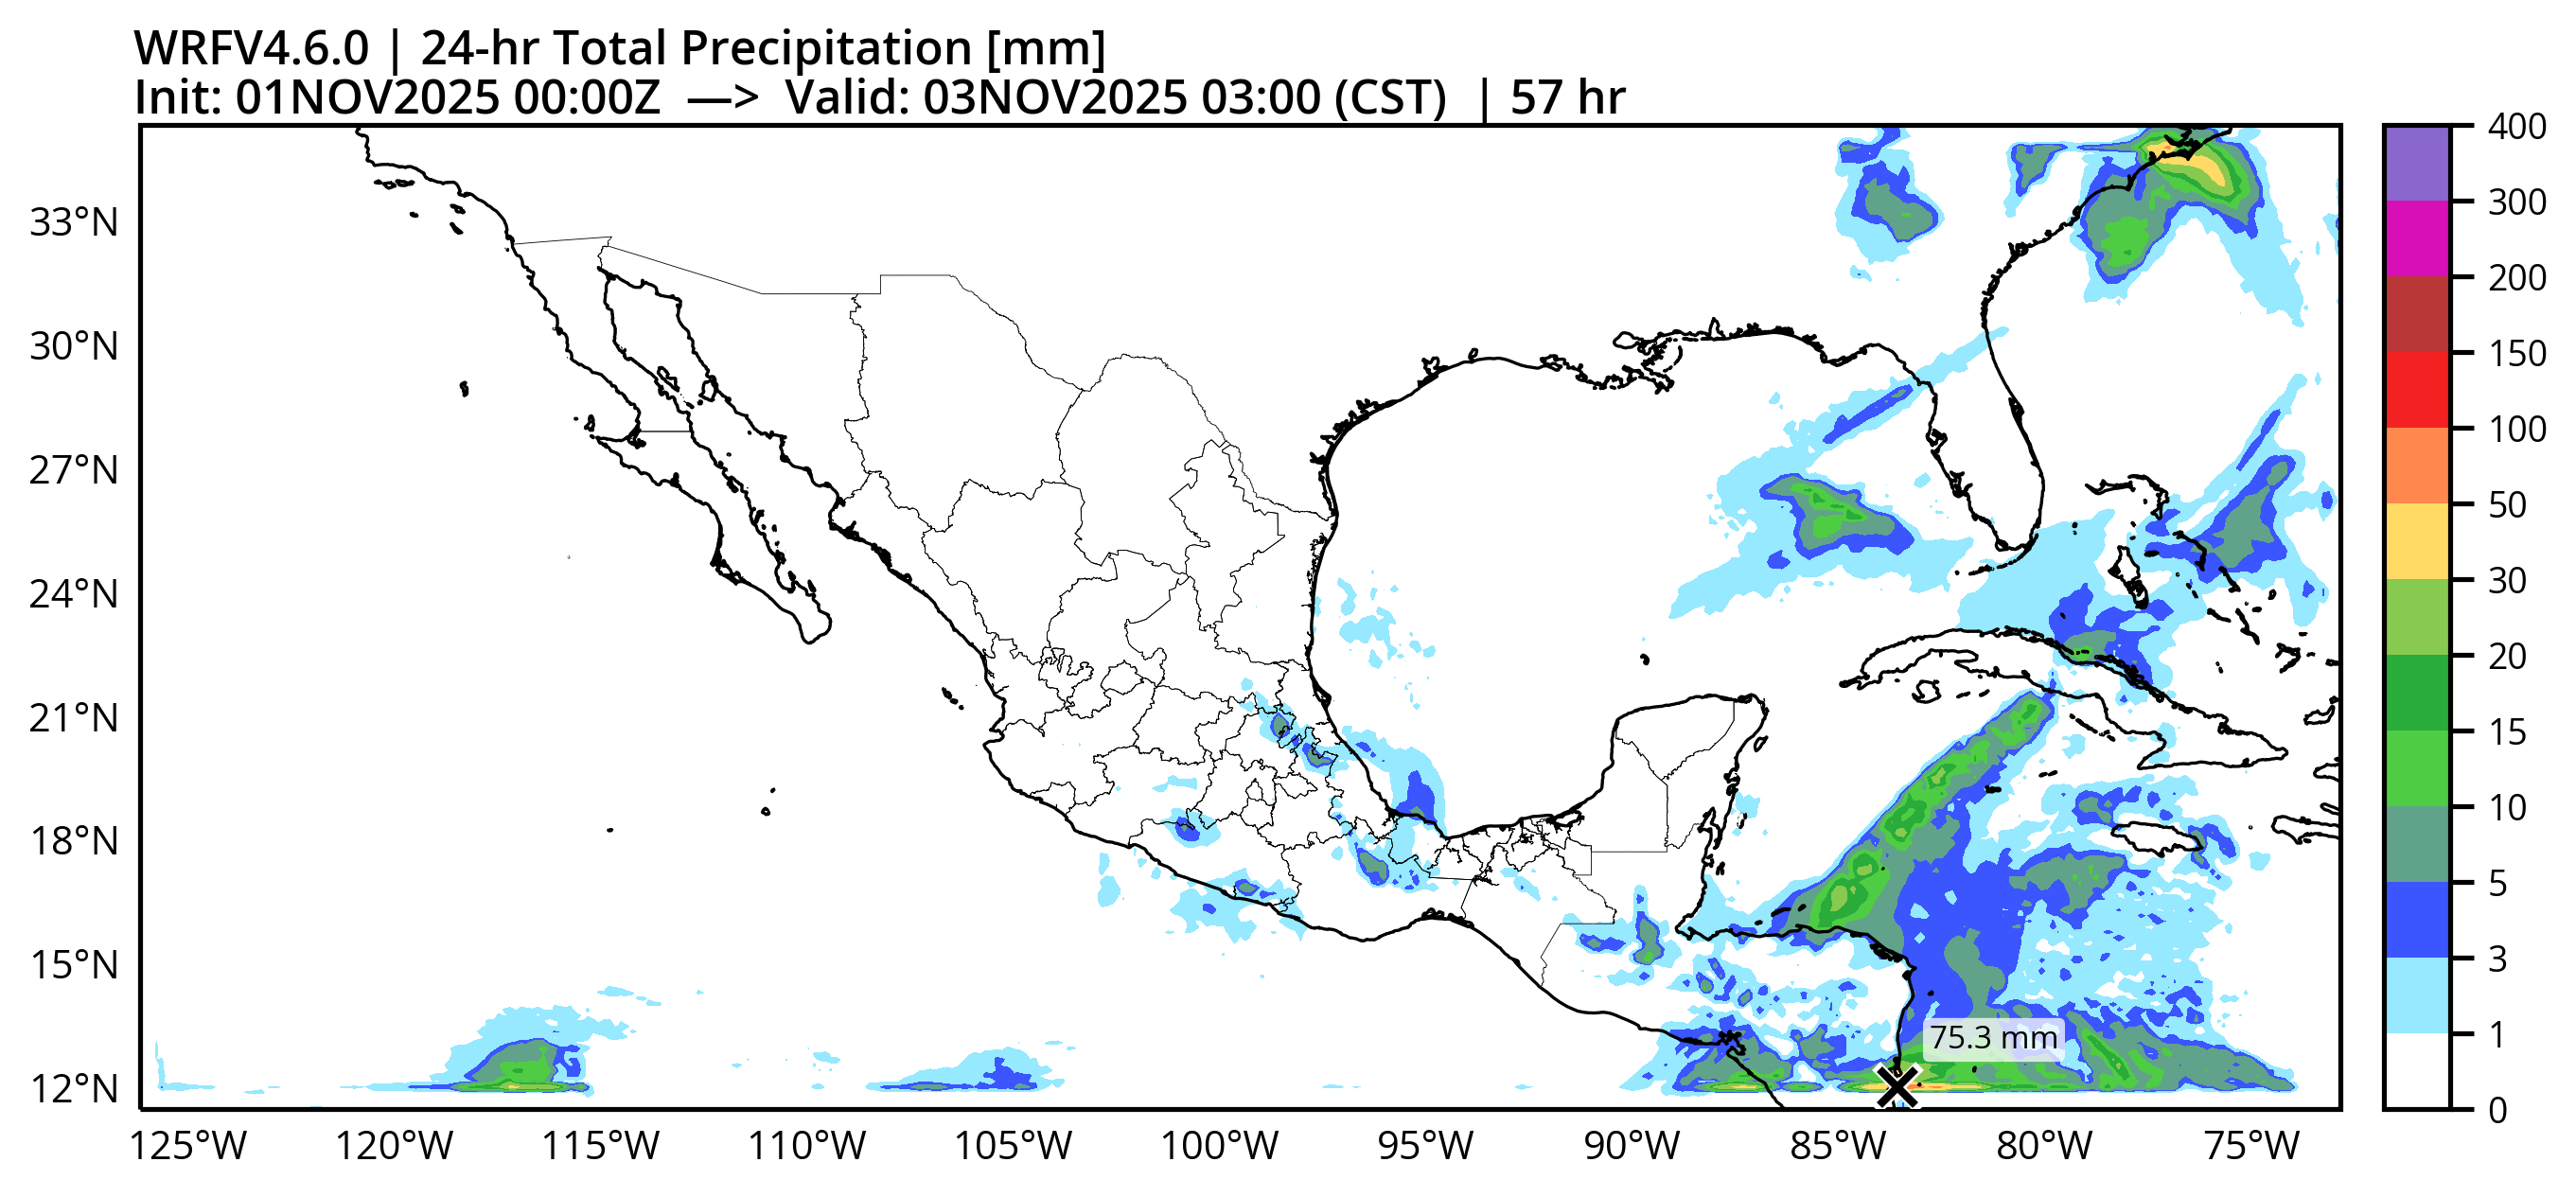 WRFV4.6.0 | 24-hr Total Precipitation [mm]
Init: 01NOV2025 00:00Z —> Valid: 03NOV2025 03:00 (CST) | 57 hr
33°N
30°N
27°N
24°N
21°N
18°N
15°N
12°N
125°W 120°W 115°W 110°W 105°W 100°W 95°W 90°W 85°W 80°W 75°W
75.3 mm
400
300
200
150
100
50
30
20
15
10
5
3
1
0